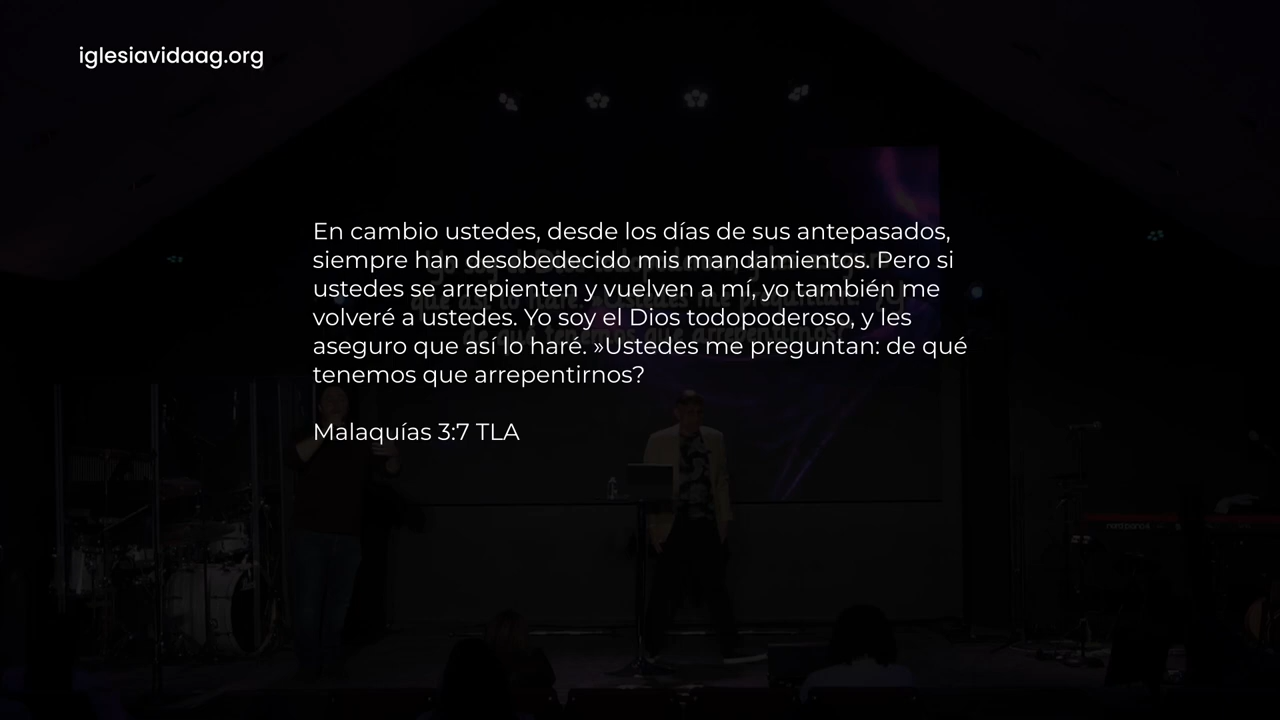 iglesiavidaag.org
En cambio ustedes, desde los días de sus antepasados,
siempre han desobedecido mis mandamientos. Pero si
ustedes se arrepienten y vuelven a mí, yo también me
volveré a ustedes. Yo soy el Dios todopoderoso, y les
aseguro que así lo haré. »Ustedes me preguntan: de qué
tenemos que arrepentirnos?
Malaquías 3:7 TLA